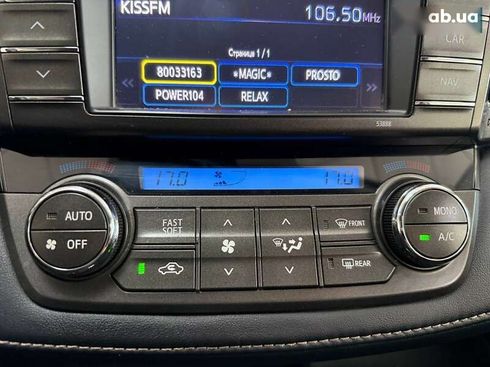 KISSFM 106.50MHz
ab.ua
CAR
Страница 1 / 1
80033163 *MAGIC* PROSTO
POWER104 RELAX
NAV
53888
17.0 17.0
AUTO
OFF
FAST
SOFT
FRONT
REAR
MONO
A/C